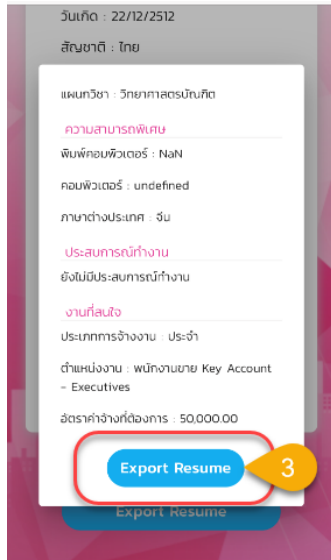 วันเกิด : 22/12/2512
สัญชาติ : ไทย
แผนกวิชา : วิทยาศาสตรบัณฑิต
ความสามารถพิเศษ
พิมพ์คอมพิวเตอร์ : NaN
คอมพิวเตอร์ : undefined
ภาษาต่างประเทศ : จีน
ประสบการณ์ทำงาน
ยังไม่มีประสบการณ์ทำงาน
งานที่สนใจ
ประเภทการจ้างงาน : ประจำ
ตำแหน่งงาน : พนักงานขาย Key Account
- Executives
อัตราค่าจ้างที่ต้องการ : 50,000.00
Export Resume
3
Export Resume